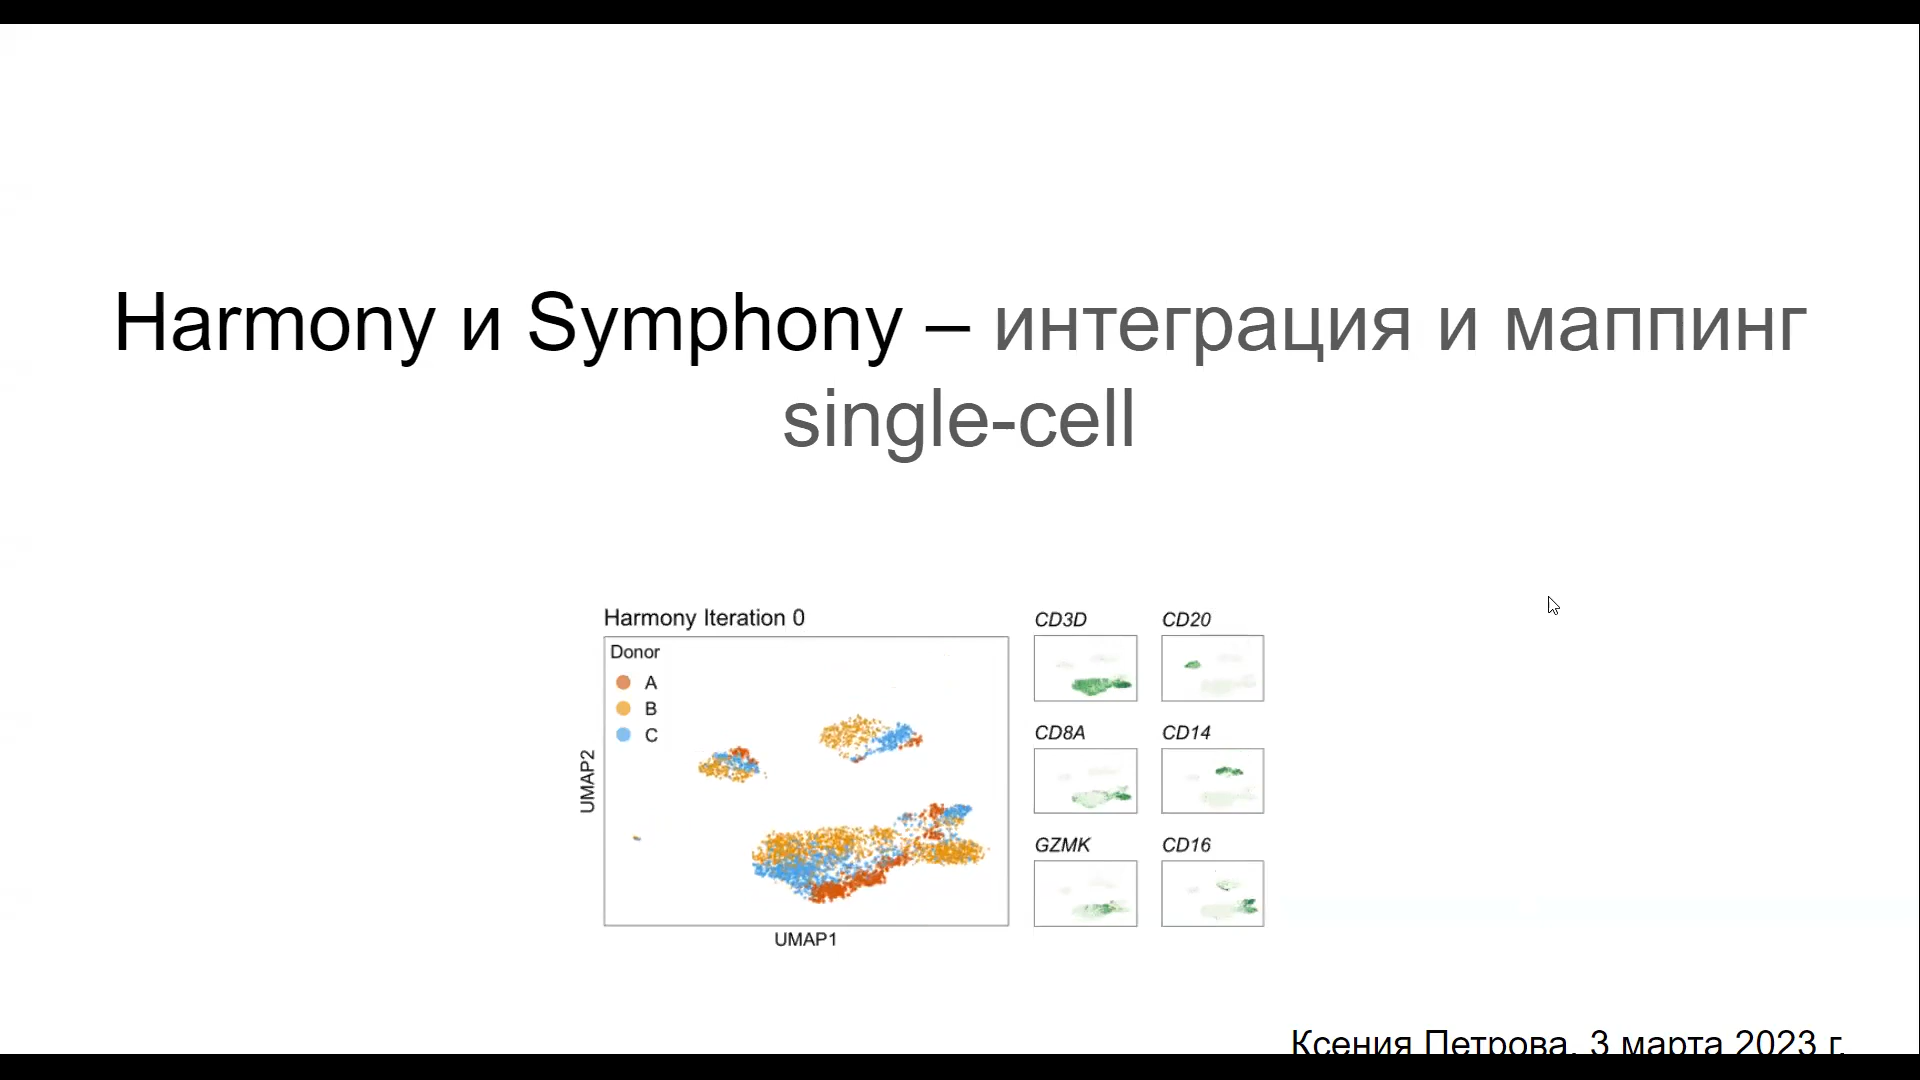 Harmony и Symphony – интеграция и маппинг
single-cell
Harmony Iteration 0
Donor
A
B
C
UMAP2
UMAP1
CD3D
CD20
CD8A
CD14
GZMK
CD16
Ксения Петрова, 3 марта 2023 г.